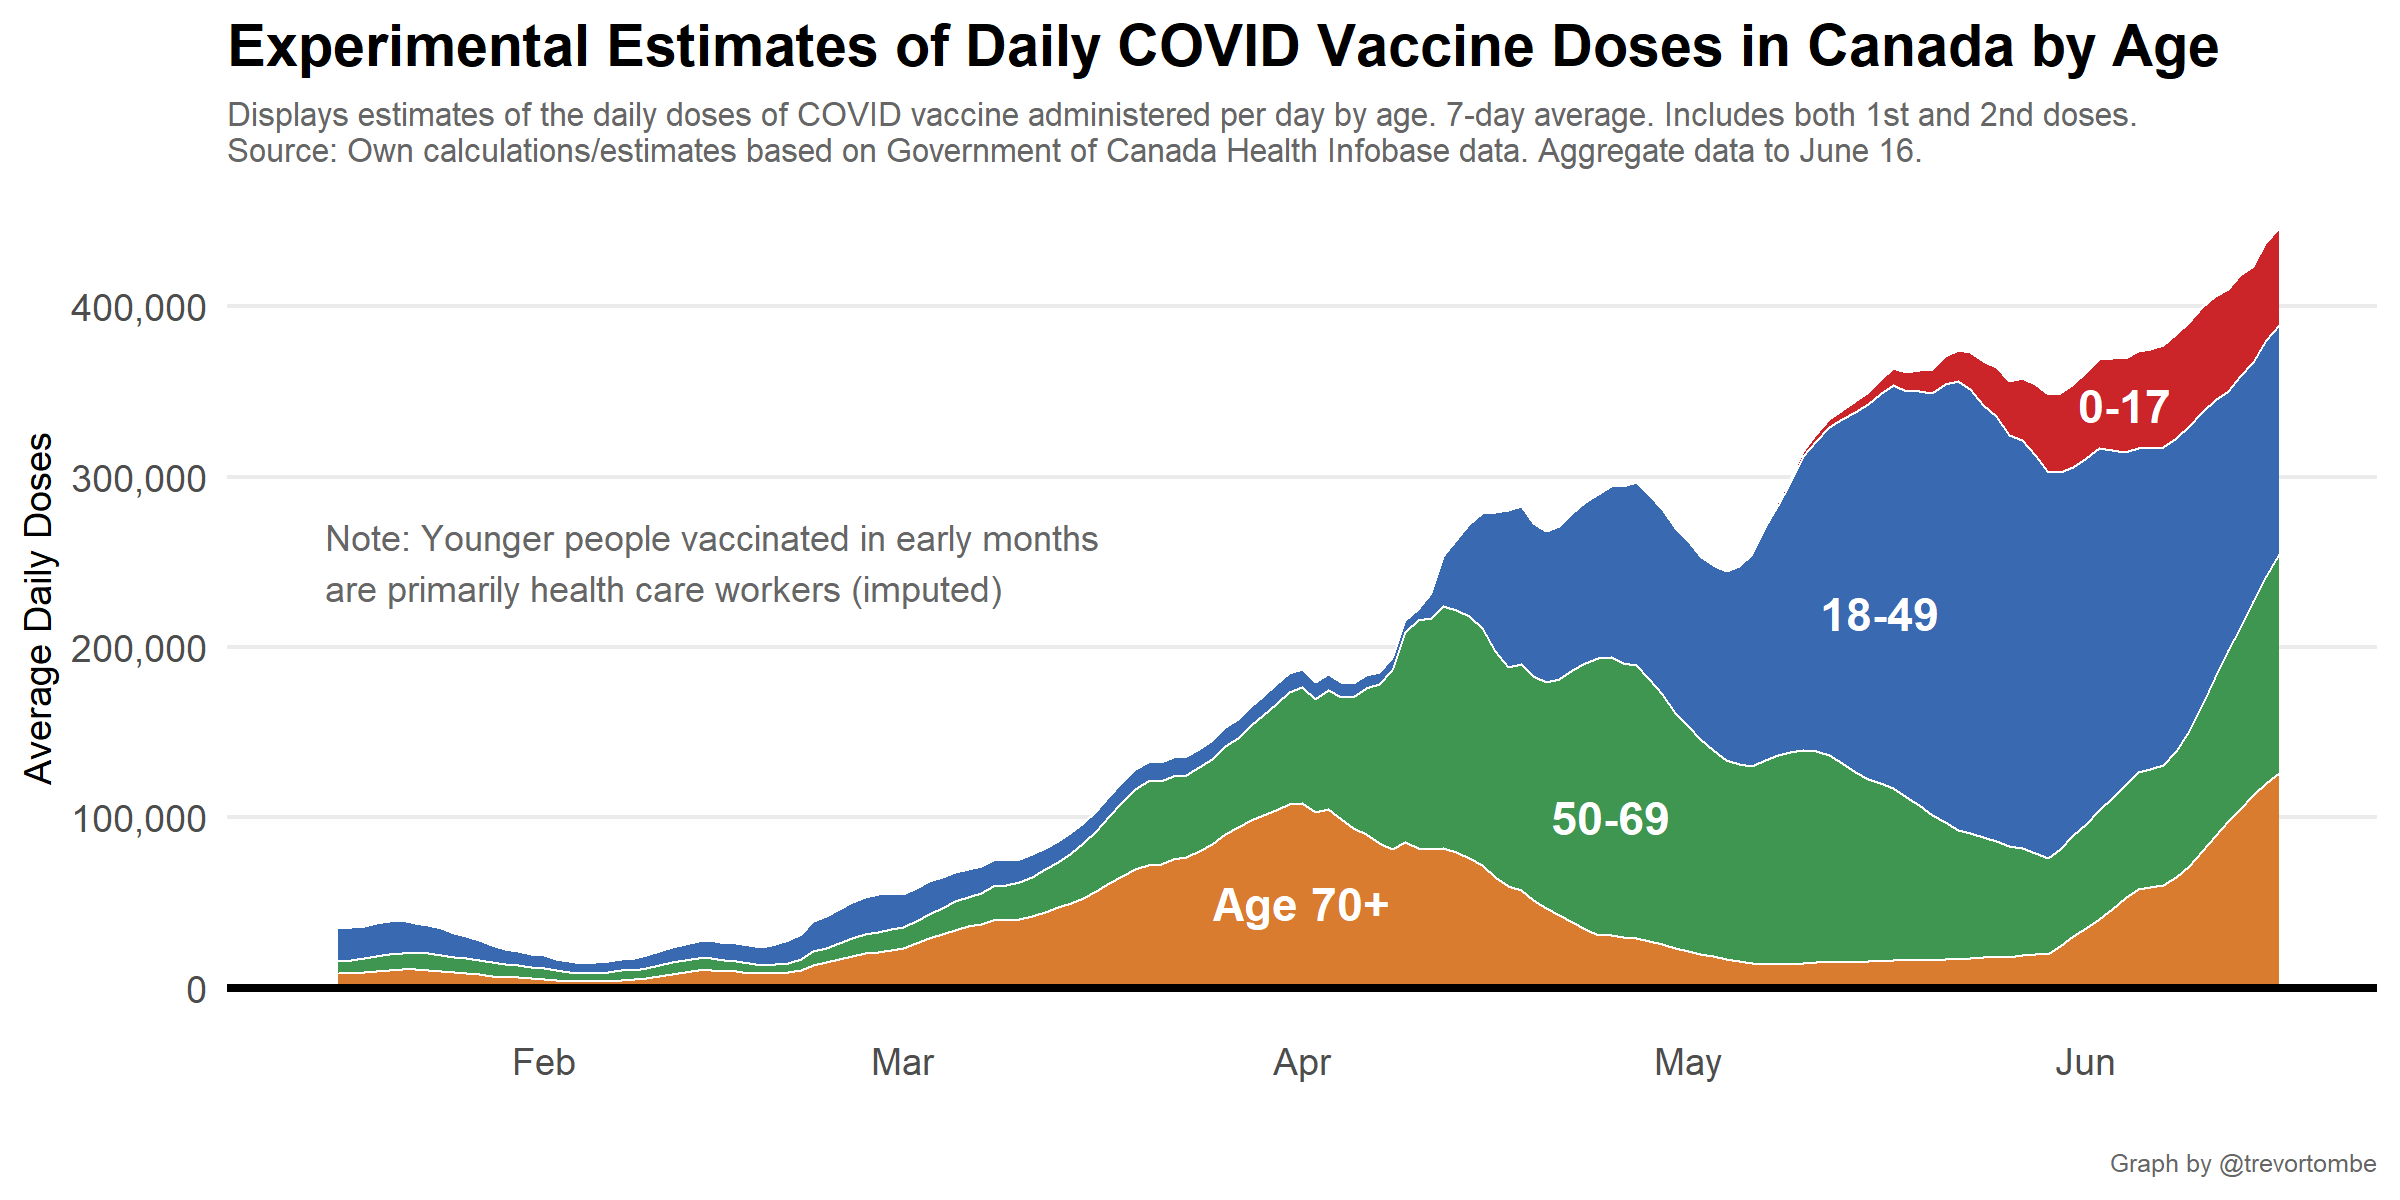 Experimental Estimates of Daily COVID Vaccine Doses in Canada by Age
Displays estimates of the daily doses of COVID vaccine administered per day by age. 7-day average. Includes both 1st and 2nd doses.
Source: Own calculations/estimates based on Government of Canada Health Infobase data. Aggregate data to June 16.
Average Daily Doses
400,000
300,000
200,000
100,000
0
Note: Younger people vaccinated in early months
are primarily health care workers (imputed)
0-17
18-49
50-69
Age 70+
Feb
Mar
Apr
May
Jun
Graph by @trevortombe